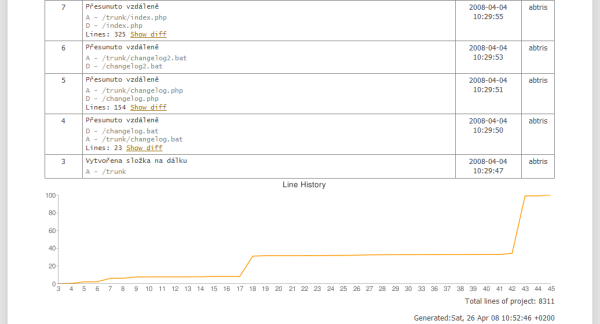 7 Přesunuto vzdáleně 2008-04-04 abtris
A - /trunk/index.php 10:29:55
D - /index.php
Lines: 325 Show diff
6 Přesunuto vzdáleně 2008-04-04 abtris
A - /trunk/changelog2.bat 10:29:53
D - /changelog2.bat
5 Přesunuto vzdáleně 2008-04-04 abtris
A - /trunk/changelog.php 10:29:51
D - /changelog.php
Lines: 154 Show diff
4 Přesunuto vzdáleně 2008-04-04 abtris
D - /changelog.bat 10:29:50
A - /trunk/changelog.bat
Lines: 23 Show diff
3 Vytvořena složka na dálku 2008-04-04 abtris
A - /trunk 10:29:47
Line History
100
80
60
40
20
0
3 4 5 6 7 8 9 10 11 12 13 14 15 16 17 18 19 20 21 22 23 24 25 26 27 28 29 30 31 32 33 34 35 36 37 38 39 40 41 42 43 44 45
Total lines of project: 8311
Generated:Sat, 26 Apr 08 10:52:46 +0200